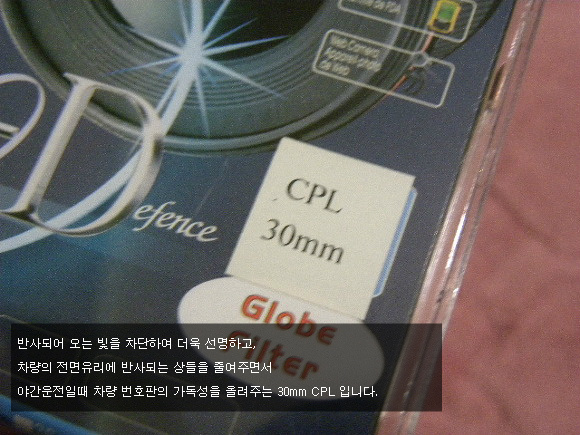 Web Camera
Defence
CPL
30mm
Globe
Filter
반사되어 오는 빛을 차단하여 더욱 선명하고,
차량의 전면유리에 반사되는 상들을 줄여주면서
야간운전일때 차량 번호판의 가독성을 올려주는 30mm CPL 입니다.